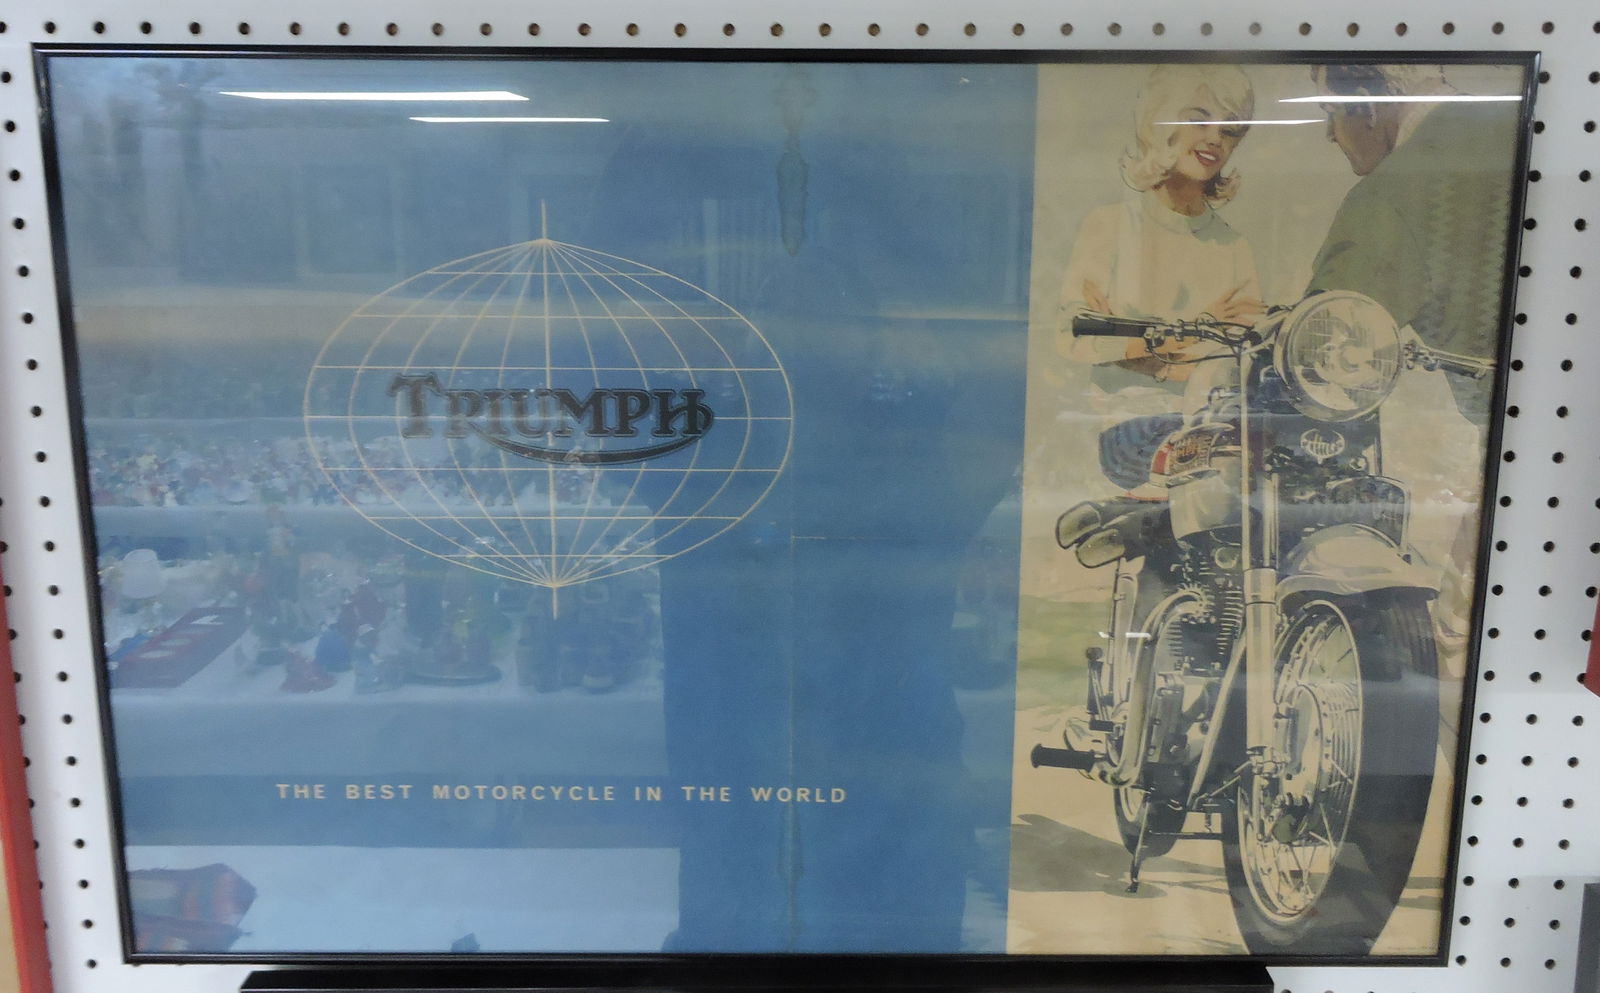 TRIUMPH
THE BEST MOTORCYCLE IN THE WORLD